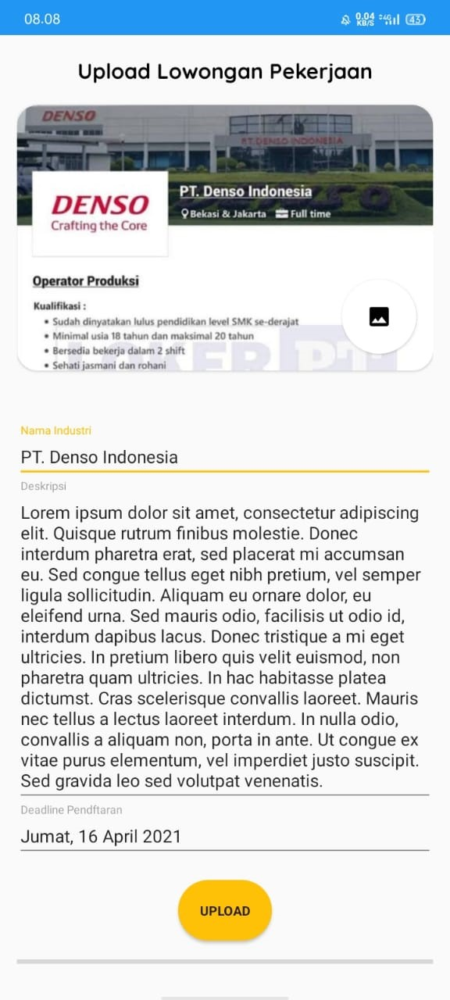 08.08
0.04
KB/S
4G
43
Upload Lowongan Pekerjaan
DENSO
PT. DENSO INDONESIA
DENSO
Crafting the Core
PT. Denso Indonesia
Bekasi & Jakarta Full time
Operator Produksi
Kualifikasi :
• Sudah dinyatakan lulus pendidikan level SMK se-derajat
• Minimal usia 18 tahun dan maksimal 20 tahun
• Bersedia bekerja dalam 2 shift
• Sehati jasmani dan rohani
LOKER PT
Nama Industri
PT. Denso Indonesia
Deskripsi
Lorem ipsum dolor sit amet, consectetur adipiscing
elit. Quisque rutrum finibus molestie. Donec
interdum pharetra erat, sed placerat mi accumsan
eu. Sed congue tellus eget nibh pretium, vel semper
ligula sollicitudin. Aliquam eu ornare dolor, eu
eleifend urna. Sed mauris odio, facilisis ut odio id,
interdum dapibus lacus. Donec tristique a mi eget
ultricies. In pretium libero quis velit euismod, non
pharetra quam ultricies. In hac habitasse platea
dictumst. Cras scelerisque convallis laoreet. Mauris
nec tellus a lectus laoreet interdum. In nulla odio,
convallis a aliquam non, porta in ante. Ut congue ex
vitae purus elementum, vel imperdiet justo suscipit.
Sed gravida leo sed volutpat venenatis.
Deadline Pendftaran
Jumat, 16 April 2021
UPLOAD